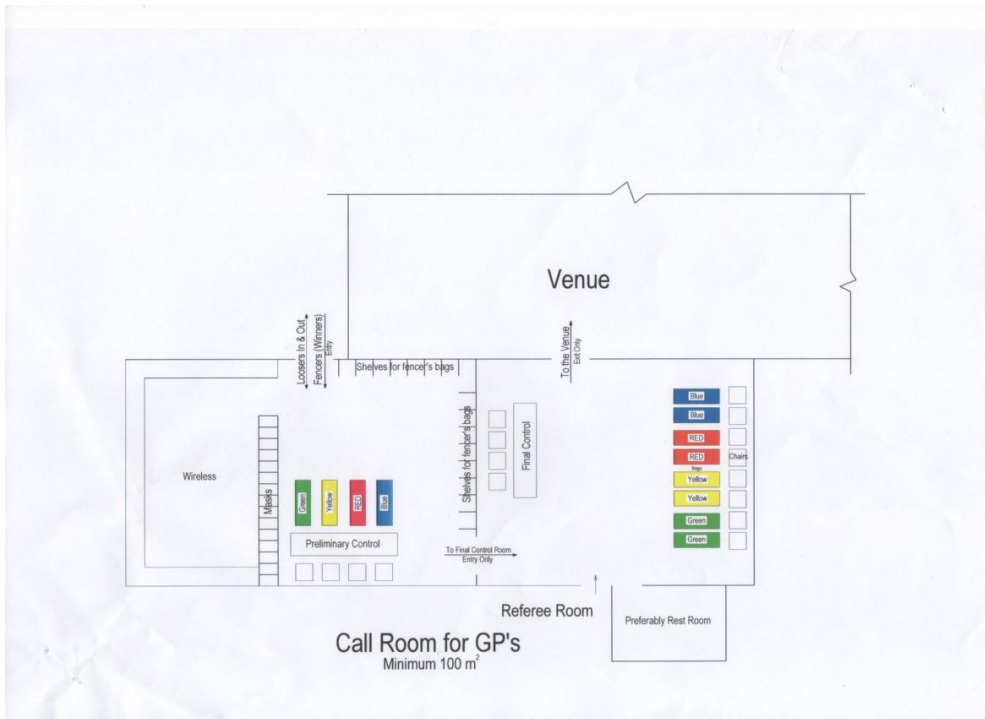 Venue
Loosers In & Out
Fencers (Winners)
Entry
To the Venue
Exit Only
Shelves for fencer's bags
Shelves for fencer's bags
Final Control
Blue
Blue
RED
RED
Bags
Yellow
Yellow
Green
Green
Chairs
Wireless
Masks
Green
Yellow
RED
Blue
Preliminary Control
To Final Control Room
Entry Only
Referee Room
Preferably Rest Room
Call Room for GP's
Minimum 100 m²